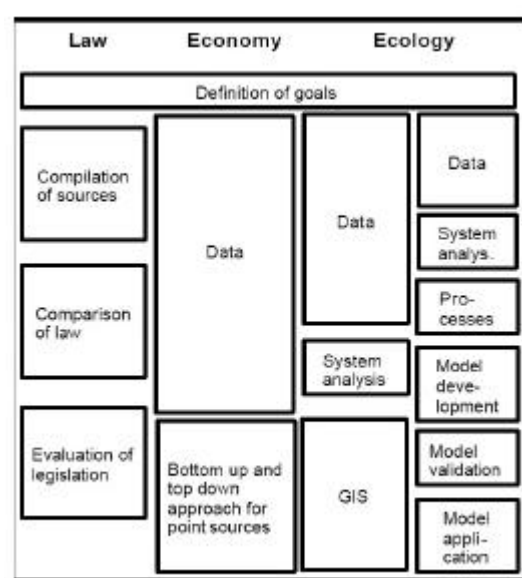 Law Economy Ecology
Definition of goals
Compilation
of sources
Comparison
of law
Evaluation of
legislation
Data
Bottom up and
top down
approach for
point sources
Data
System
analysis
GIS
Data
System
analys.
Pro-
cesses
Model
deve-
lopment
Model
validation
Model
appli-
cation